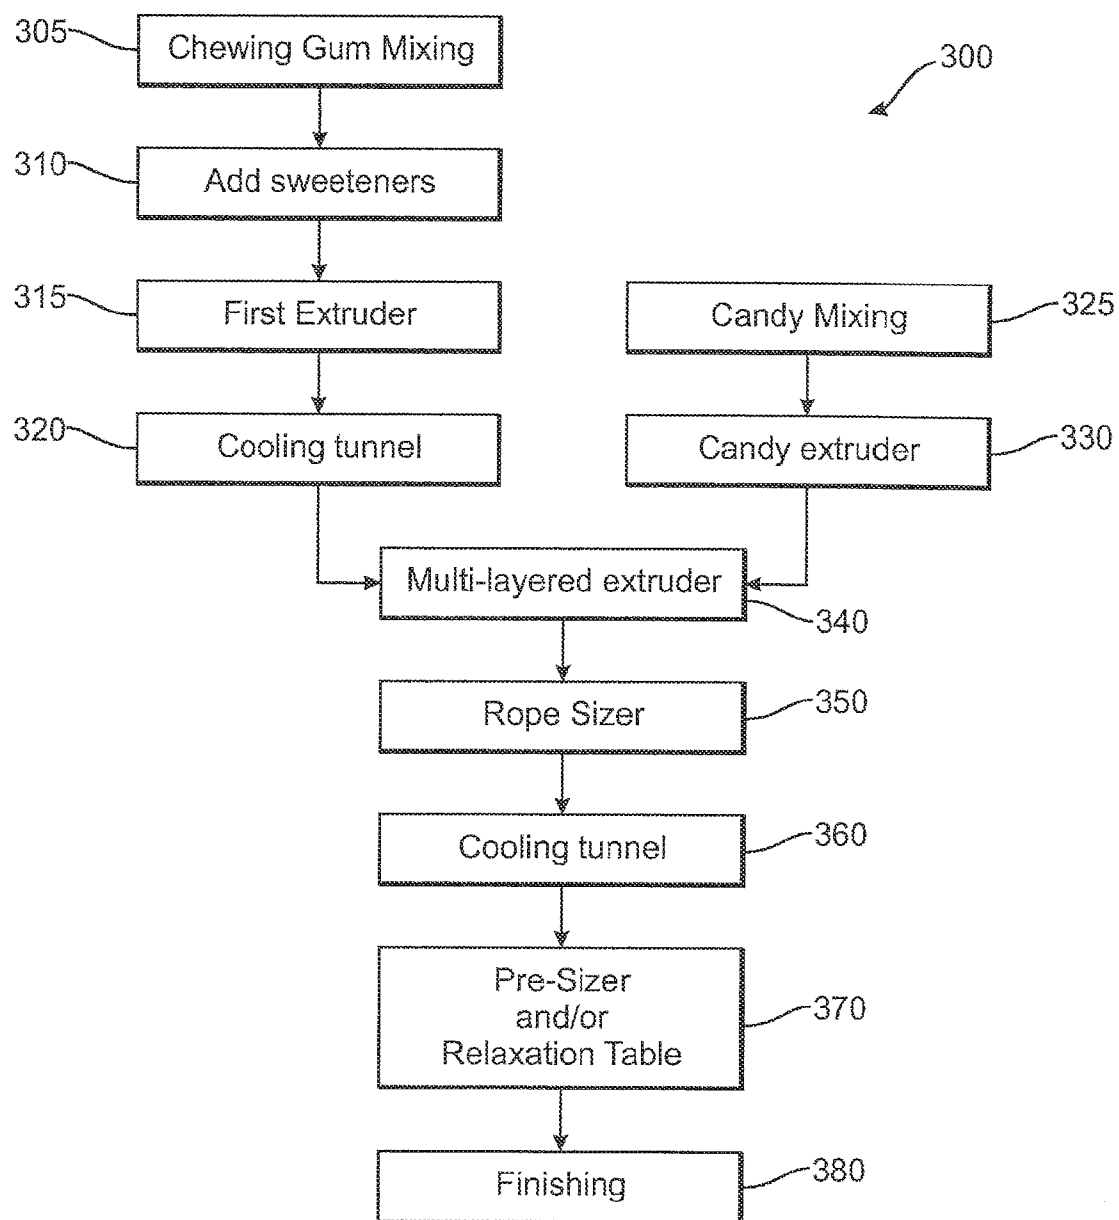 305
Chewing Gum Mixing
300
310
Add sweeteners
315
First Extruder
Candy Mixing
325
320
Cooling tunnel
Candy extruder
330
Multi-layered extruder
340
Rope Sizer
350
Cooling tunnel
360
Pre-Sizer
and/or
Relaxation Table
370
Finishing
380